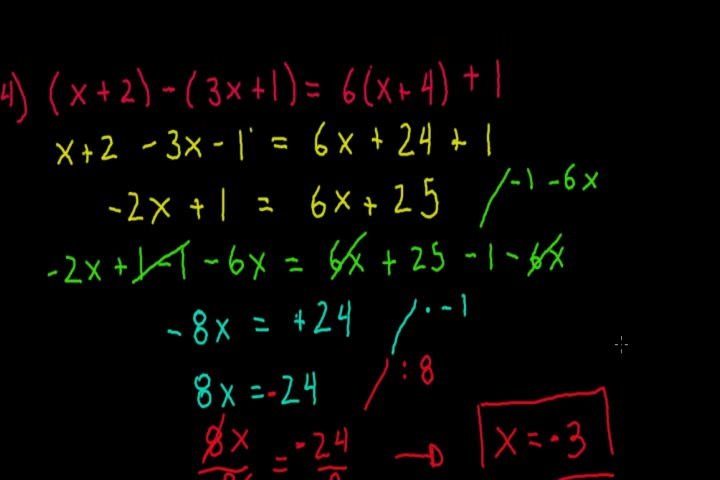 4) (x+2)-(3x+1)= 6(x+4)+1
x+2 -3x-1 = 6x+24+1
-2x+1 = 6x+25 /-1 -6x
-2x+1-1-6x = 6x+25-1-6x
-8x = +24 /·-1
8x=-24 /:8
8x = -24 → x=-3